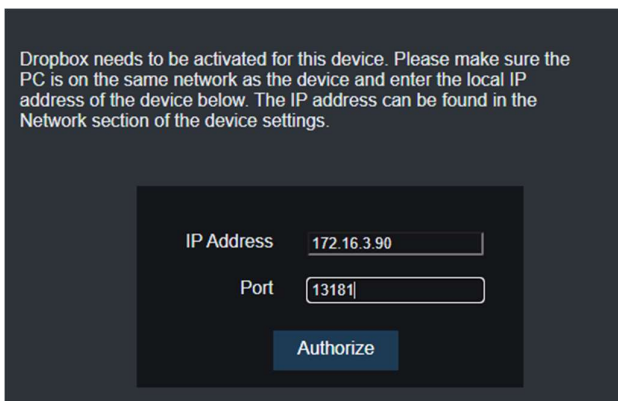 Dropbox needs to be activated for this device. Please make sure the
PC is on the same network as the device and enter the local IP
address of the device below. The IP address can be found in the
Network section of the device settings.
IP Address 172.16.3.90
Port 13181
Authorize